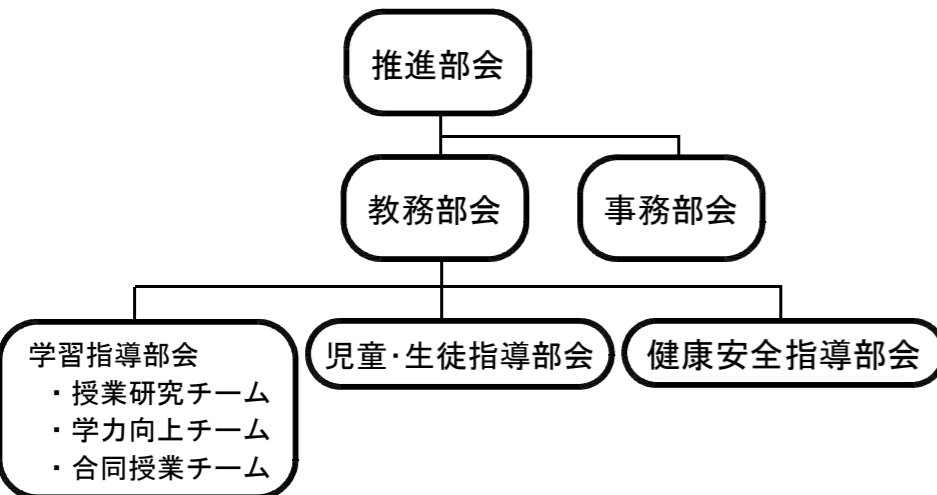 推進部会
教務部会
事務部会
学習指導部会
・授業研究チーム
・学力向上チーム
・合同授業チーム
児童・生徒指導部会
健康安全指導部会